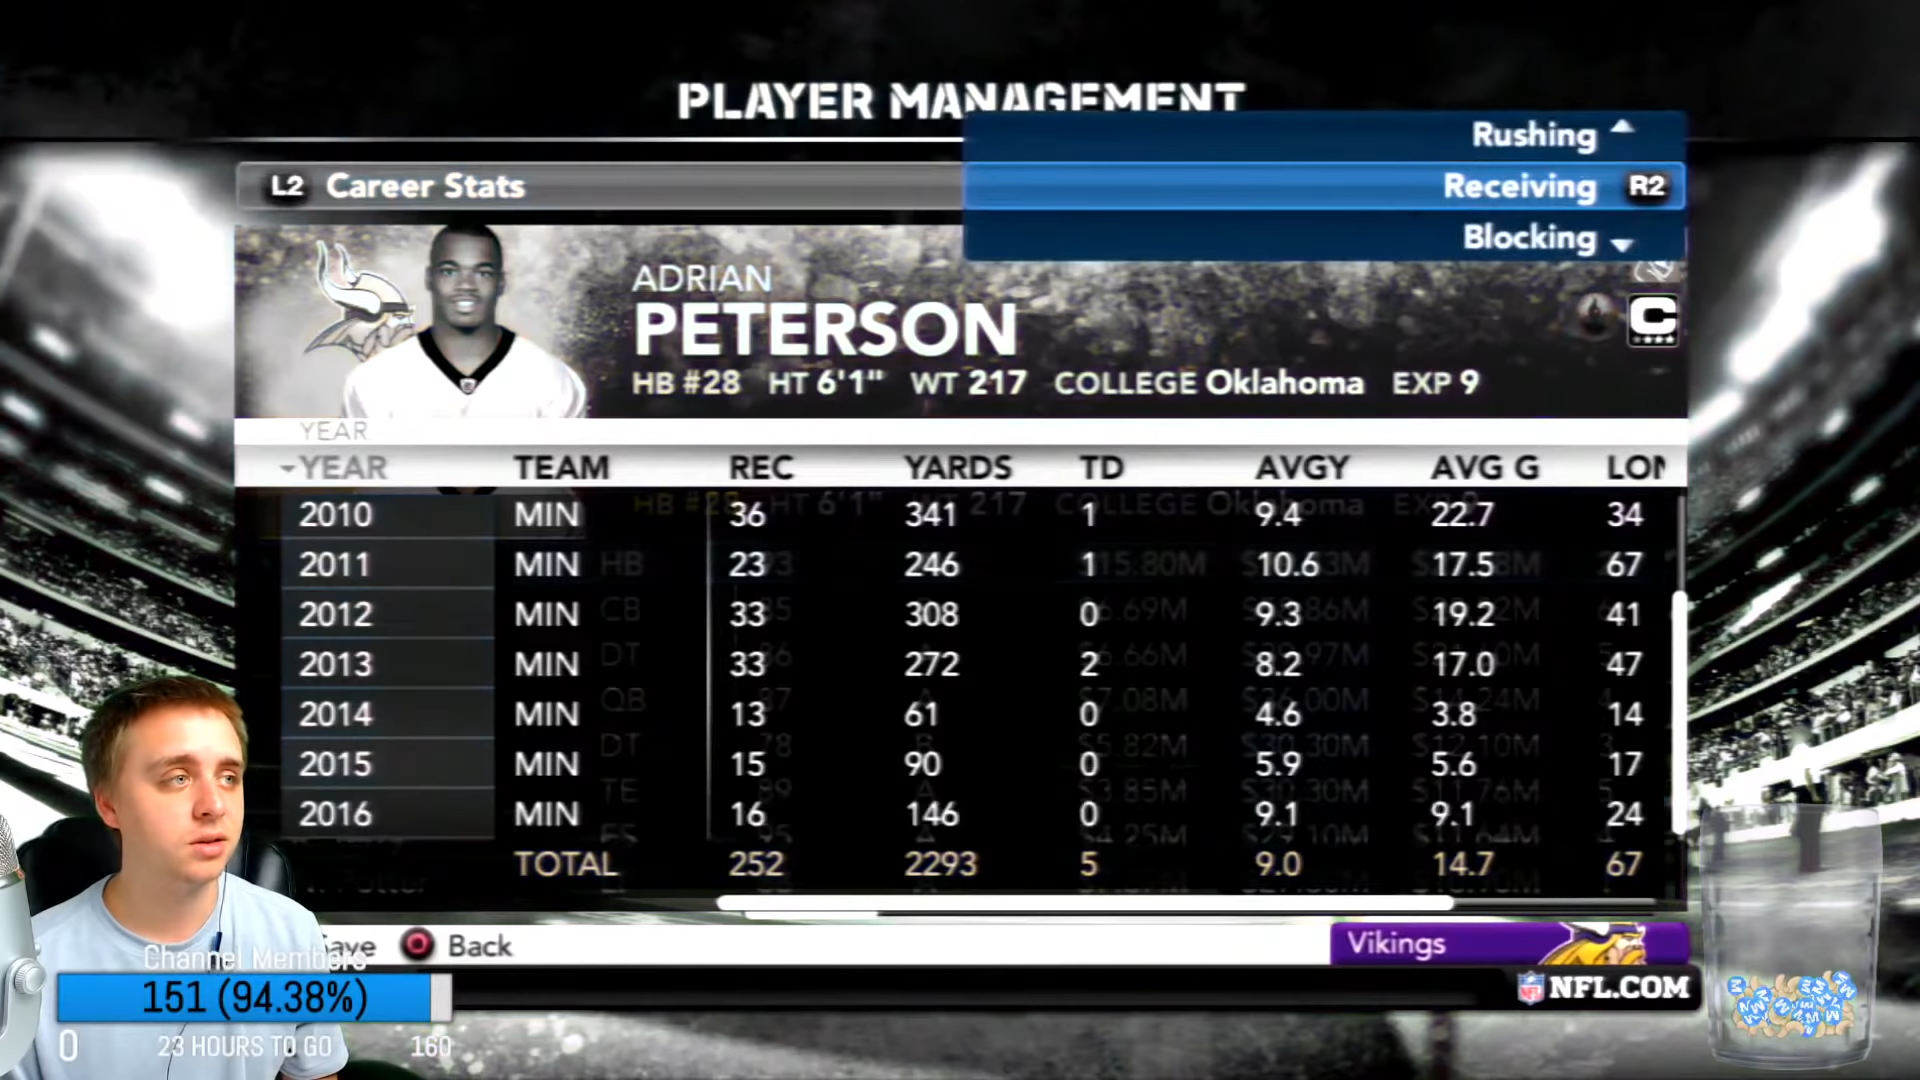 PLAYER MANAGEMENT
Rushing
L2 Career Stats
Receiving R2
Blocking
ADRIAN
PETERSON
HB #28 HT 6'1" WT 217 COLLEGE Oklahoma EXP 9
C
YEAR
YEAR TEAM REC YARDS TD AVGY AVG G LON
2010 MIN 36 341 1 9.4 22.7 34
2011 MIN 23 246 1 10.6 17.5 67
2012 MIN 33 308 0 9.3 19.2 41
2013 MIN 33 272 2 8.2 17.0 47
2014 MIN 13 61 0 4.6 3.8 14
2015 MIN 15 90 0 5.9 5.6 17
2016 MIN 16 146 0 9.1 9.1 24
TOTAL 252 2293 5 9.0 14.7 67
Save Back
Vikings
NFL.COM
Channel Members
151 (94.38%)
0 23 HOURS TO GO 160